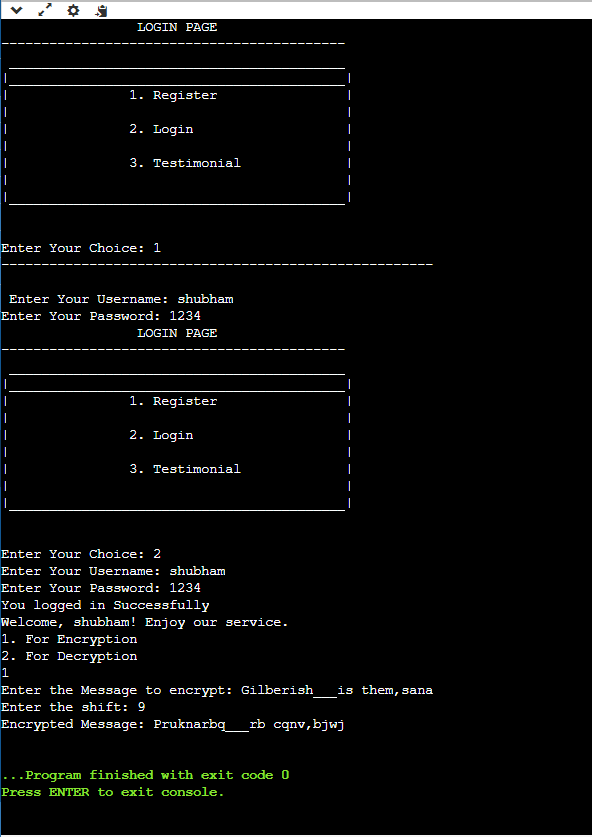 LOGIN PAGE
-------------------------------------------
1. Register
2. Login
3. Testimonial
Enter Your Choice: 1
------------------------------------------------------
Enter Your Username: shubham
Enter Your Password: 1234
LOGIN PAGE
-------------------------------------------
1. Register
2. Login
3. Testimonial
Enter Your Choice: 2
Enter Your Username: shubham
Enter Your Password: 1234
You logged in Successfully
Welcome, shubham! Enjoy our service.
1. For Encryption
2. For Decryption
1
Enter the Message to encrypt: Gilberish___is them,sana
Enter the shift: 9
Encrypted Message: Pruknarbq___rb cqnv,bjwj
...Program finished with exit code 0
Press ENTER to exit console.